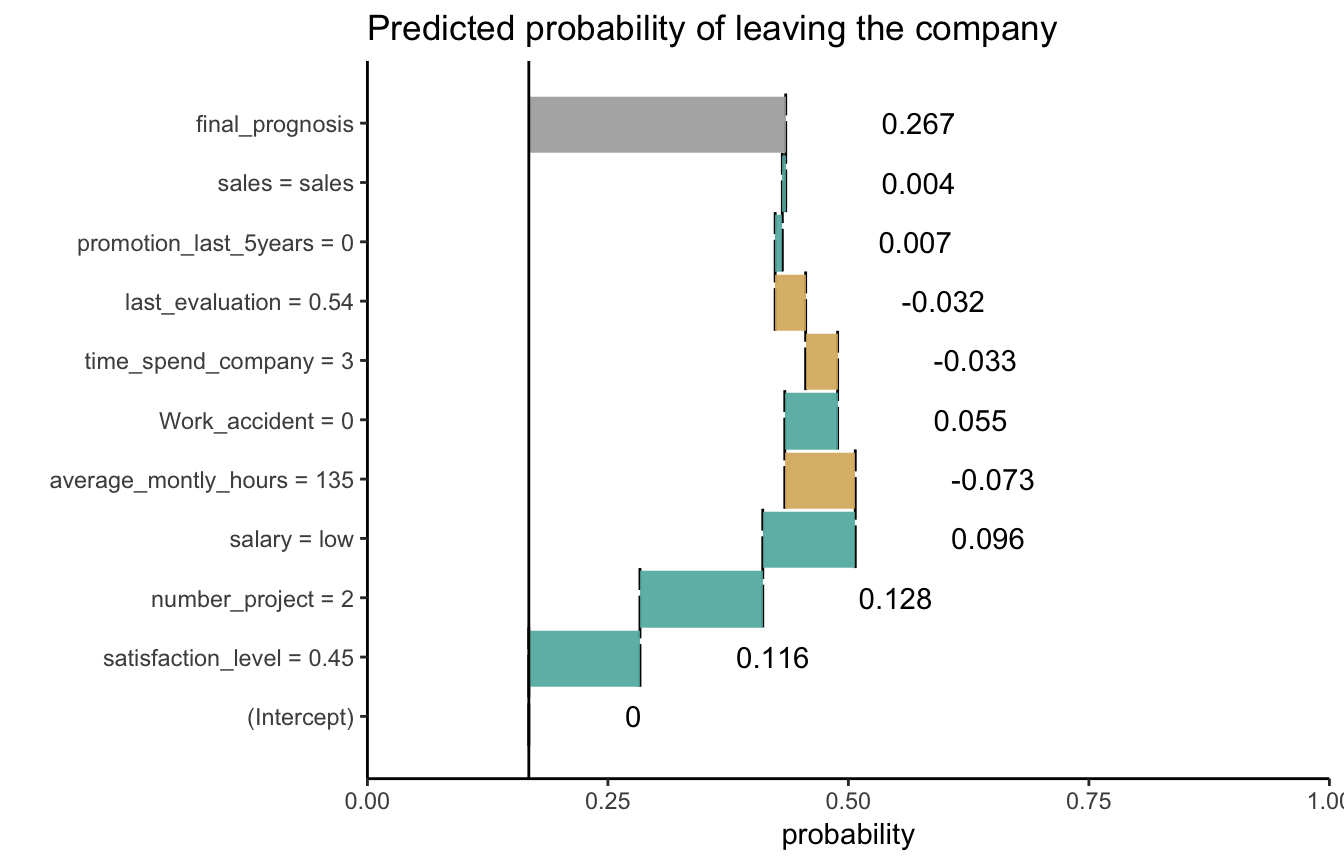 Predicted probability of leaving the company
final_prognosis 0.267
sales = sales 0.004
promotion_last_5years = 0 0.007
last_evaluation = 0.54 -0.032
time_spend_company = 3 -0.033
Work_accident = 0 0.055
average_montly_hours = 135 -0.073
salary = low 0.096
number_project = 2 0.128
satisfaction_level = 0.45 0.116
(Intercept) 0
0.00 0.25 0.50 0.75 1.00
probability